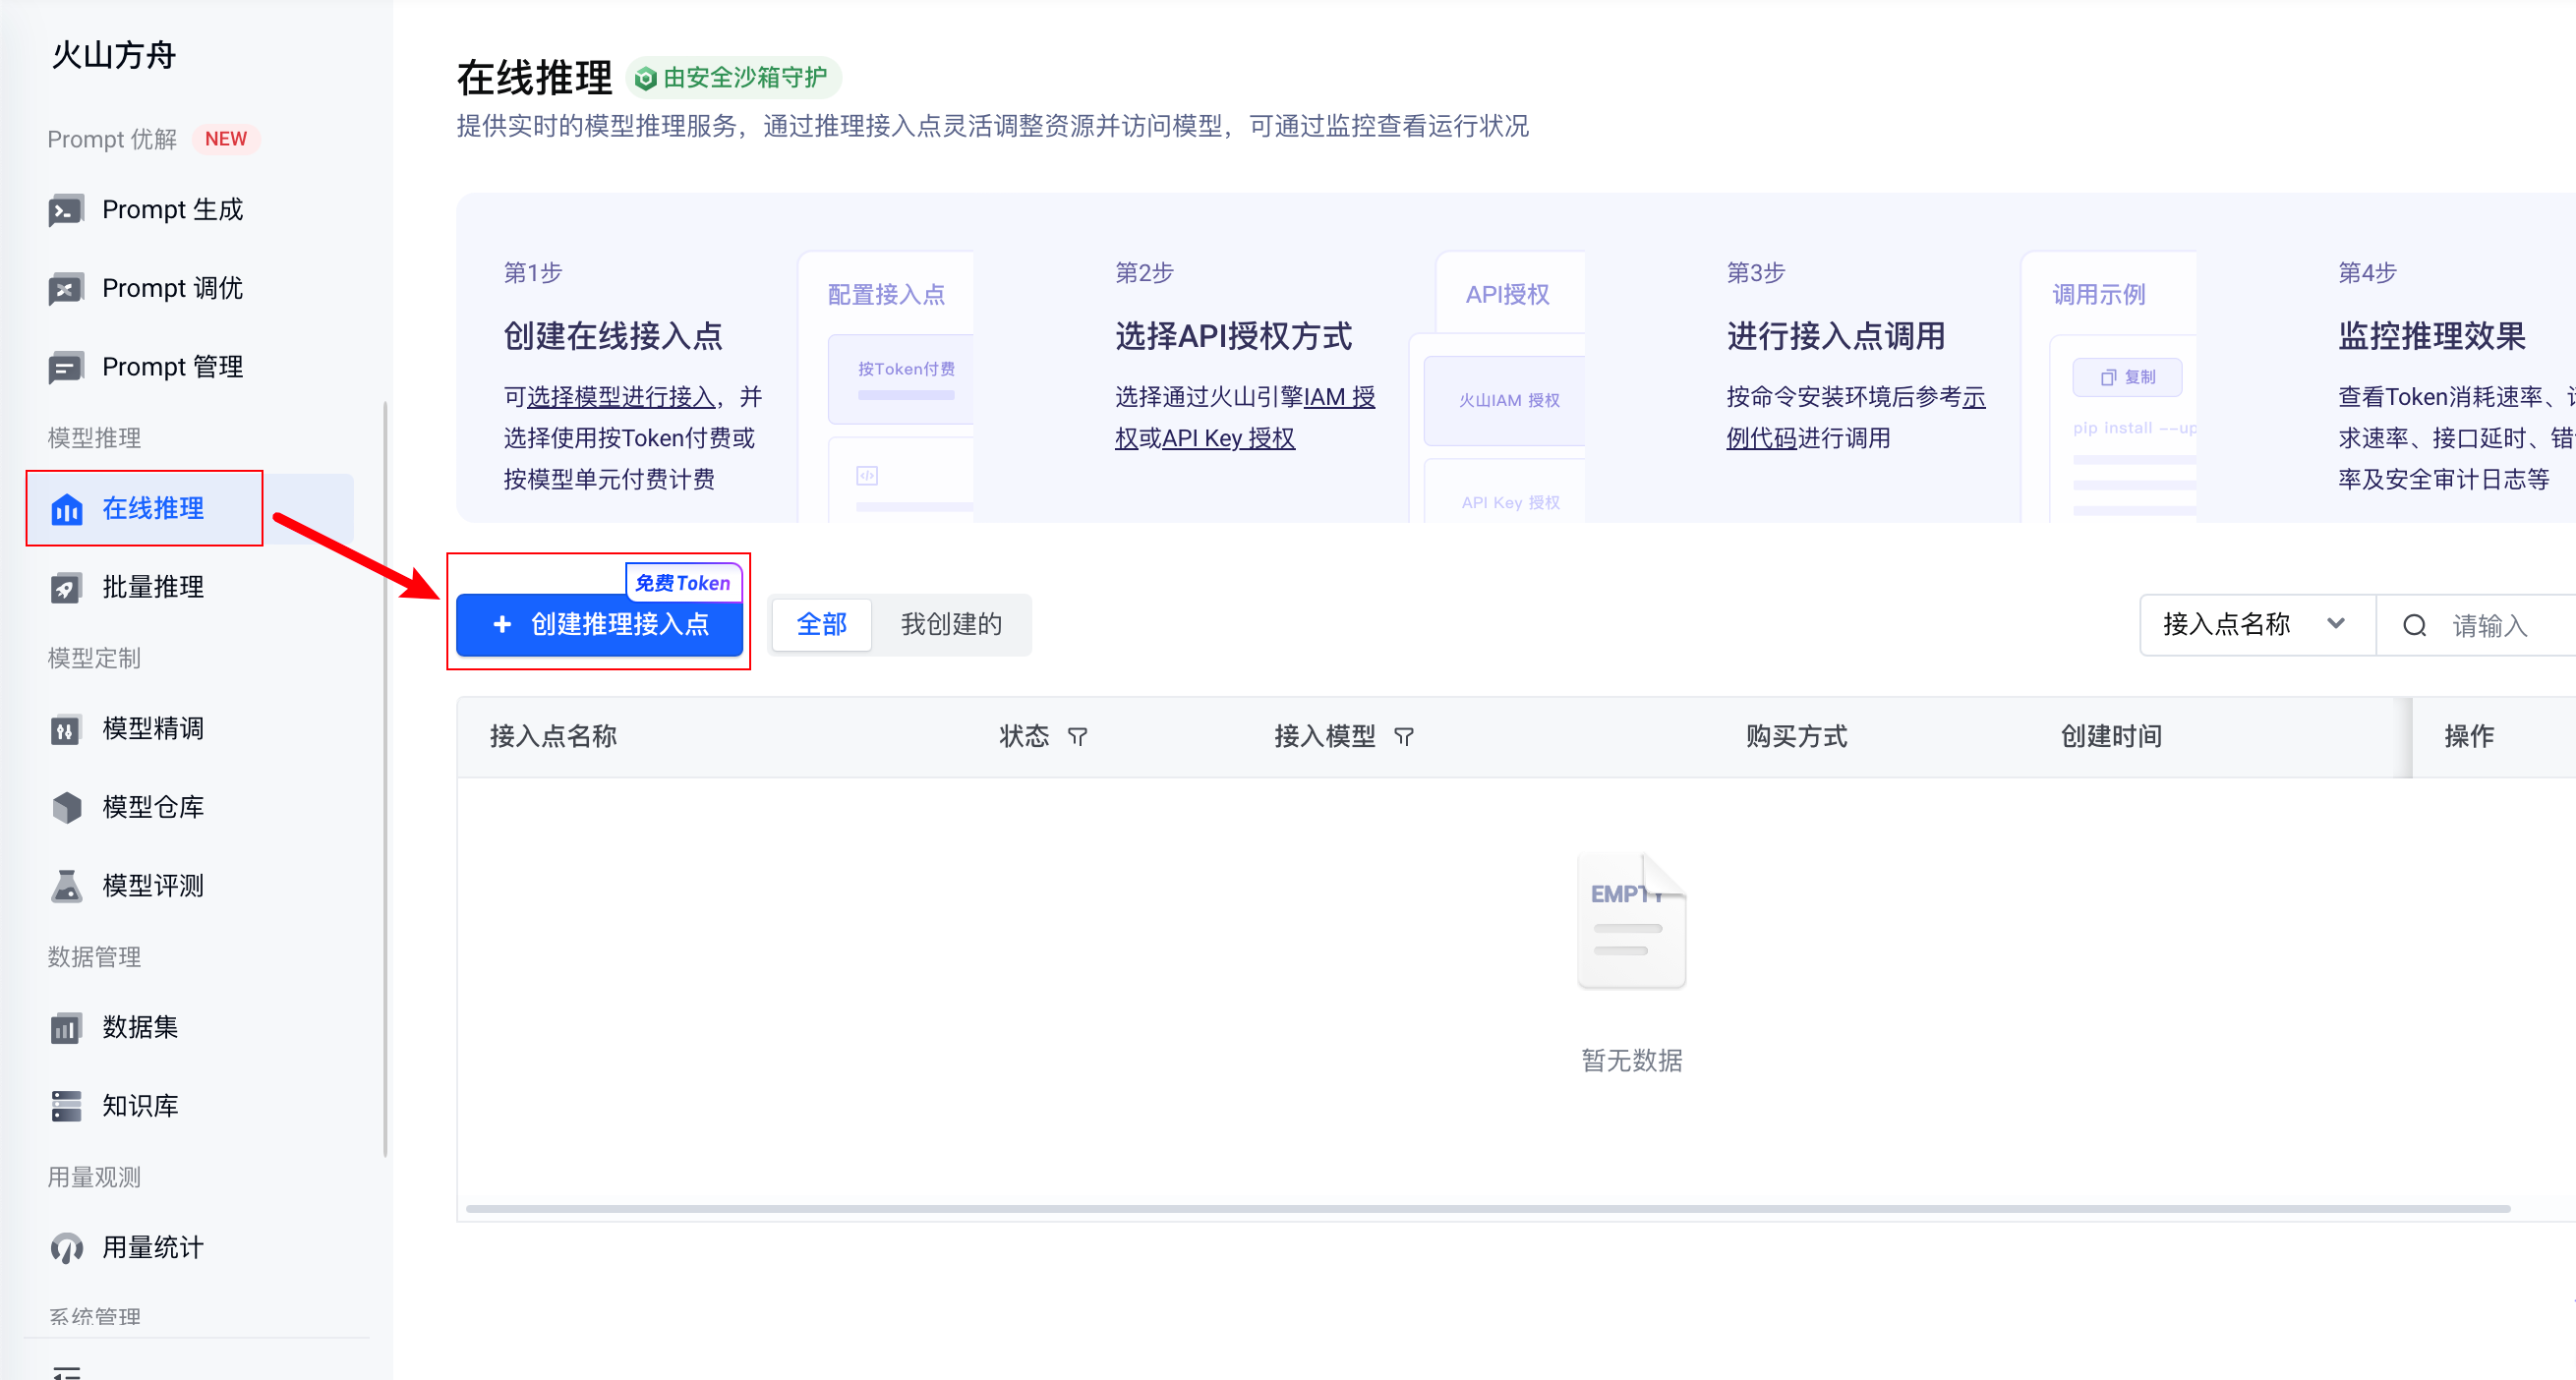 火山方舟
Prompt 优解 NEW
Prompt 生成
Prompt 调优
Prompt 管理
模型推理
在线推理
批量推理
模型定制
模型精调
模型仓库
模型评测
数据管理
数据集
知识库
用量观测
用量统计
系统管理
在线推理 由安全沙箱守护
提供实时的模型推理服务，通过推理接入点灵活调整资源并访问模型，可通过监控查看运行状况
第1步
创建在线接入点
可选择模型进行接入，并
选择使用按Token付费或
按模型单元付费计费
配置接入点
按Token付费
第2步
选择API授权方式
选择通过火山引擎IAM 授
权或API Key 授权
API授权
火山IAM 授权
API Key 授权
第3步
进行接入点调用
按命令安装环境后参考示
例代码进行调用
调用示例
复制
pip install --up
第4步
监控推理效果
查看Token消耗速率、
求速率、接口延时、错
率及安全审计日志等
免费Token
+ 创建推理接入点
全部 我创建的
接入点名称 请输入
接入点名称 状态 接入模型 购买方式 创建时间 操作
EMPTY
暂无数据